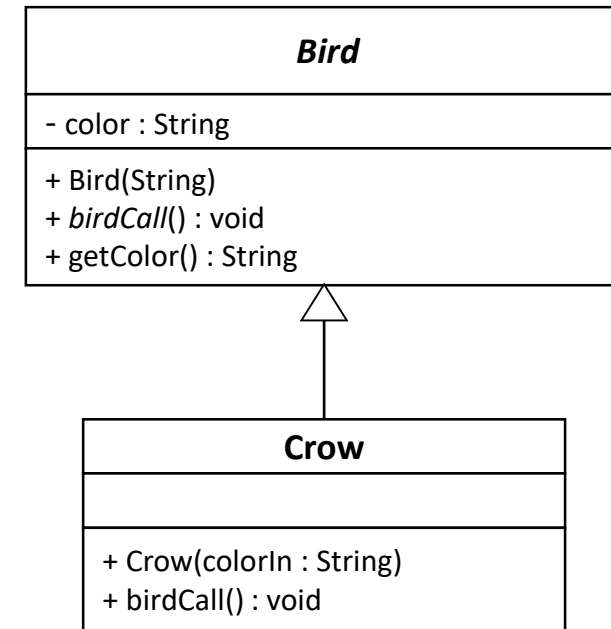 Bird
- color : String
+ Bird(String)
+ birdCall() : void
+ getColor() : String
Crow
+ Crow(colorIn : String)
+ birdCall() : void